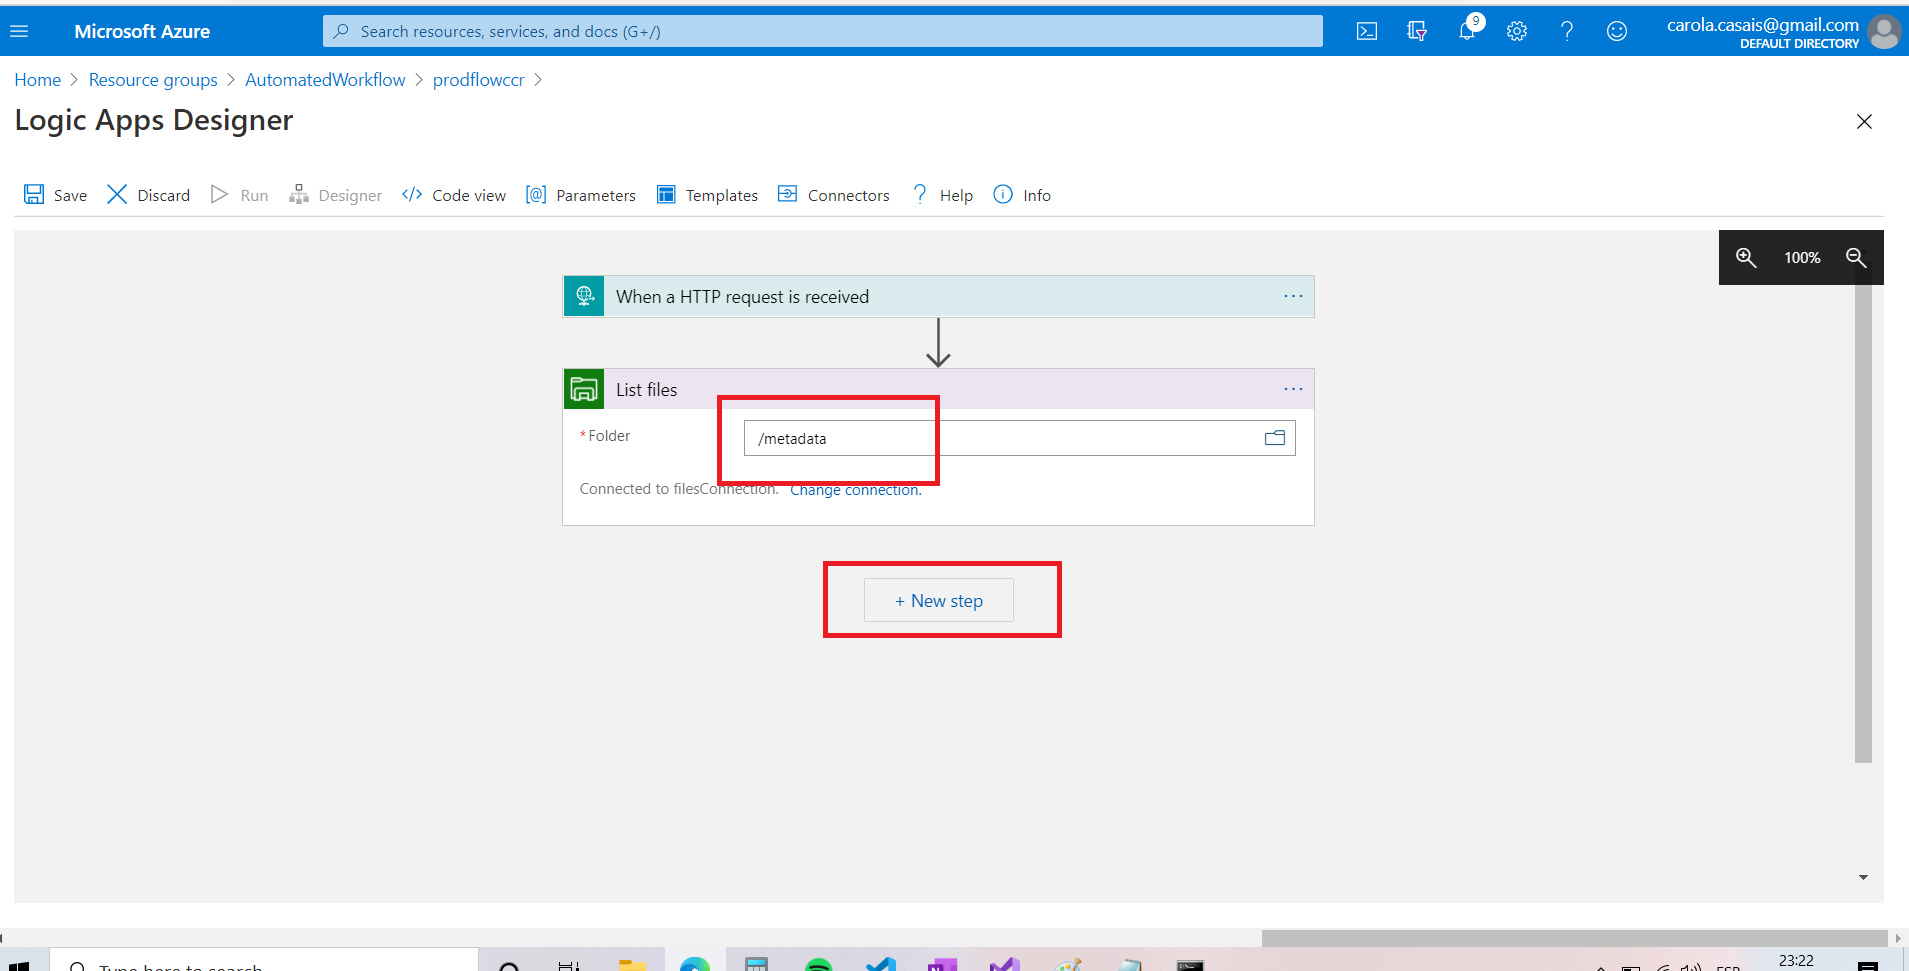 Microsoft Azure
Search resources, services, and docs (G+/)
9
carola.casais@gmail.com
DEFAULT DIRECTORY
Home > Resource groups > AutomatedWorkflow > prodflowccr >
Logic Apps Designer
Save Discard Run Designer </> Code view [@] Parameters Templates Connectors ? Help Info
100%
When a HTTP request is received ...
List files ...
* Folder
/metadata
Connected to filesConnection. Change connection.
+ New step
Type here to search
ESP
23:22